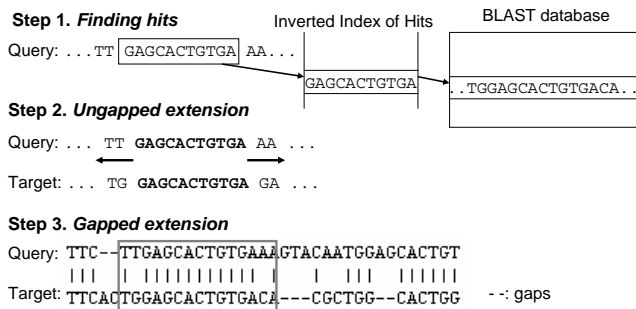 Step 1. Finding hits
Inverted Index of Hits
BLAST database
Query: ...TT GAGCACTGTGA AA...
GAGCACTGTGA
..TGGAGCACTGTGACA..
Step 2. Ungapped extension
Query: ... TT GAGCACTGTGA AA ...
Target: ... TG GAGCACTGTGA GA ...
Step 3. Gapped extension
Query: TTC--TTGAGCACTGTGAAAGTACAATGGAGCACTGT
Target: TTCACTGGAGCACTGTGACA---CGCTGG--CACTGG
--: gaps